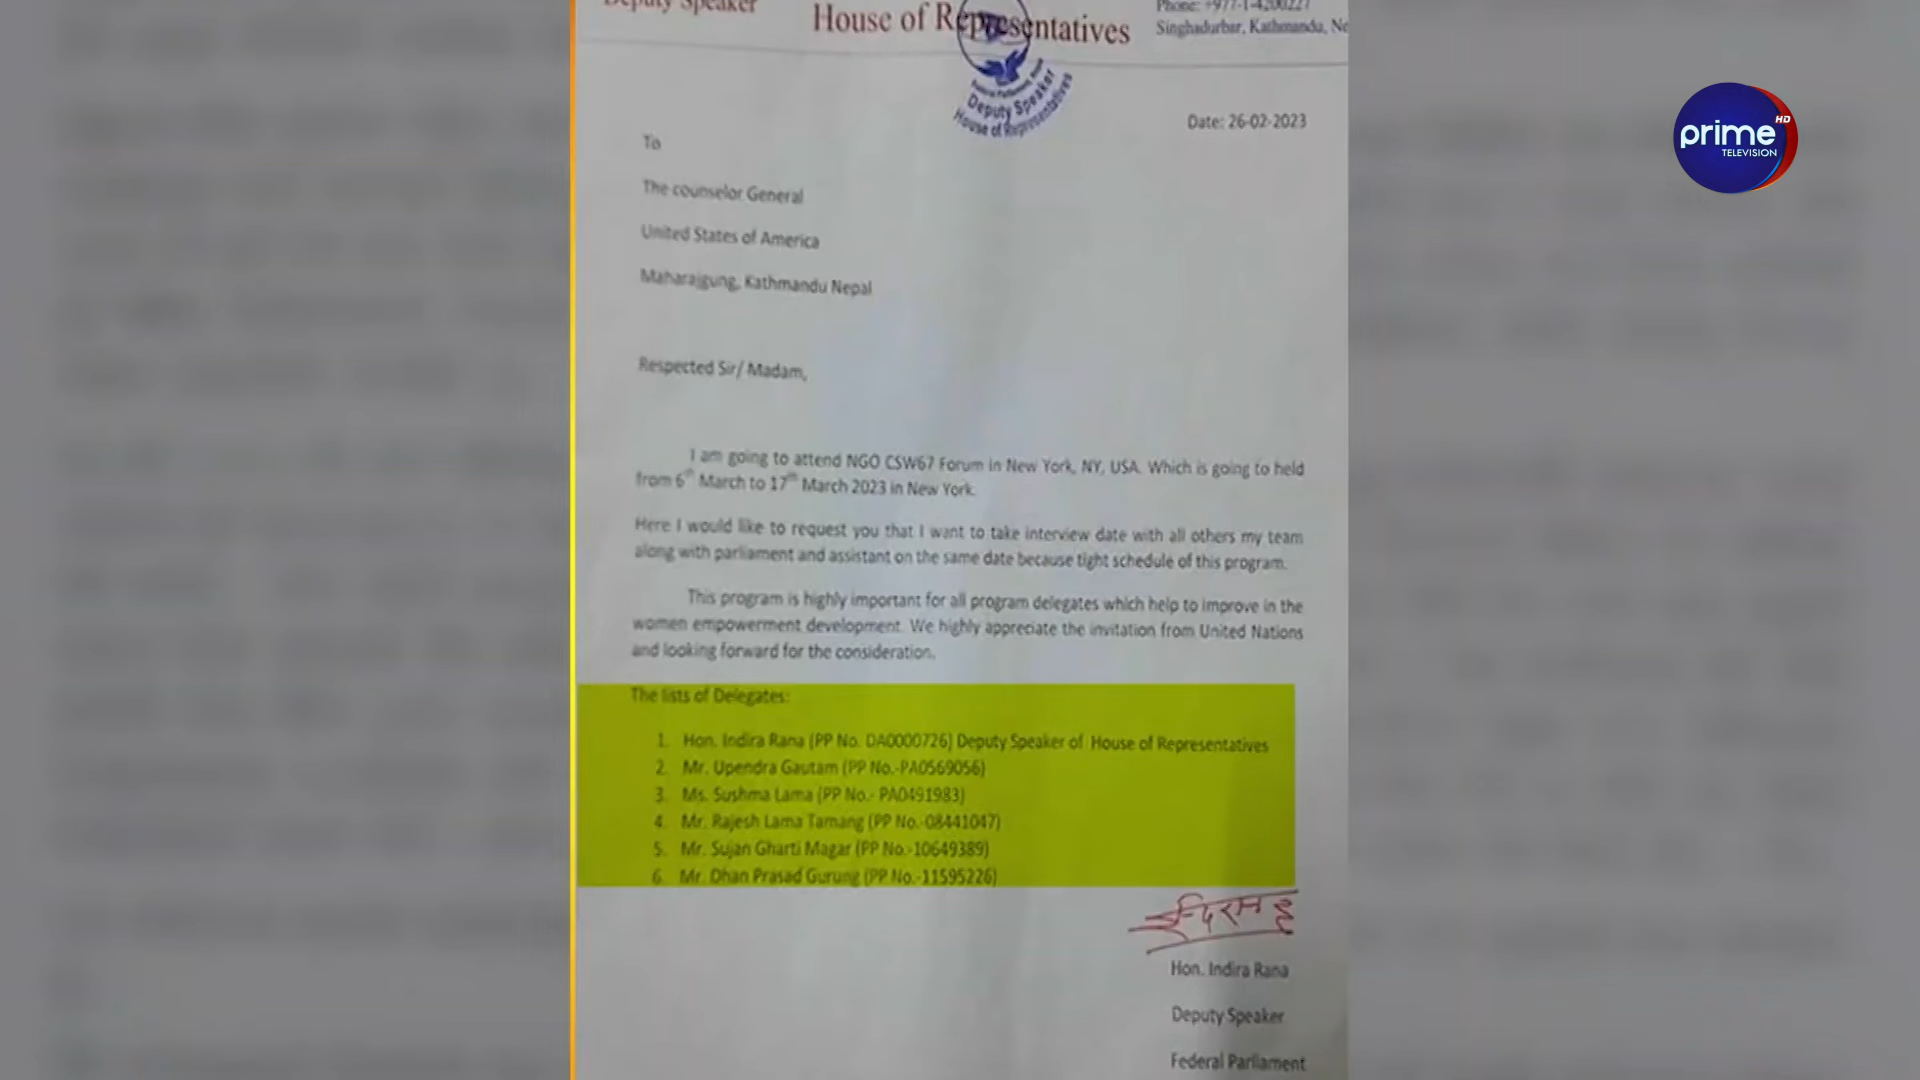 Deputy Speaker
House of Representatives
Phone: +977-1-4200227
Singhadurbar, Kathmandu, Ne
Deputy Speaker
House of Representatives
Date: 26-02-2023
prime HD
TELEVISION
To
The counselor General
United States of America
Maharajgung, Kathmandu Nepal
Respected Sir/ Madam,
I am going to attend NGO CSW67 Forum in New York, NY, USA. Which is going to held
from 6th March to 17th March 2023 in New York.
Here I would like to request you that I want to take interview date with all others my team
along with parliament and assistant on the same date because tight schedule of this program.
This program is highly important for all program delegates which help to improve in the
women empowerment development. We highly appreciate the invitation from United Nations
and looking forward for the consideration.
The lists of Delegates:
1. Hon. Indira Rana (PP No. DA0000726) Deputy Speaker of House of Representatives
2. Mr. Upendra Gautam (PP No.-PA0569056)
3. Ms. Sushma Lama (PP No.- PA0491983)
4. Mr. Rajesh Lama Tamang (PP No.-08441047)
5. Mr. Sujan Gharti Magar (PP No.-10649389)
6. Mr. Dhan Prasad Gurung (PP No.-11595226)
Hon. Indira Rana
Deputy Speaker
Federal Parliament